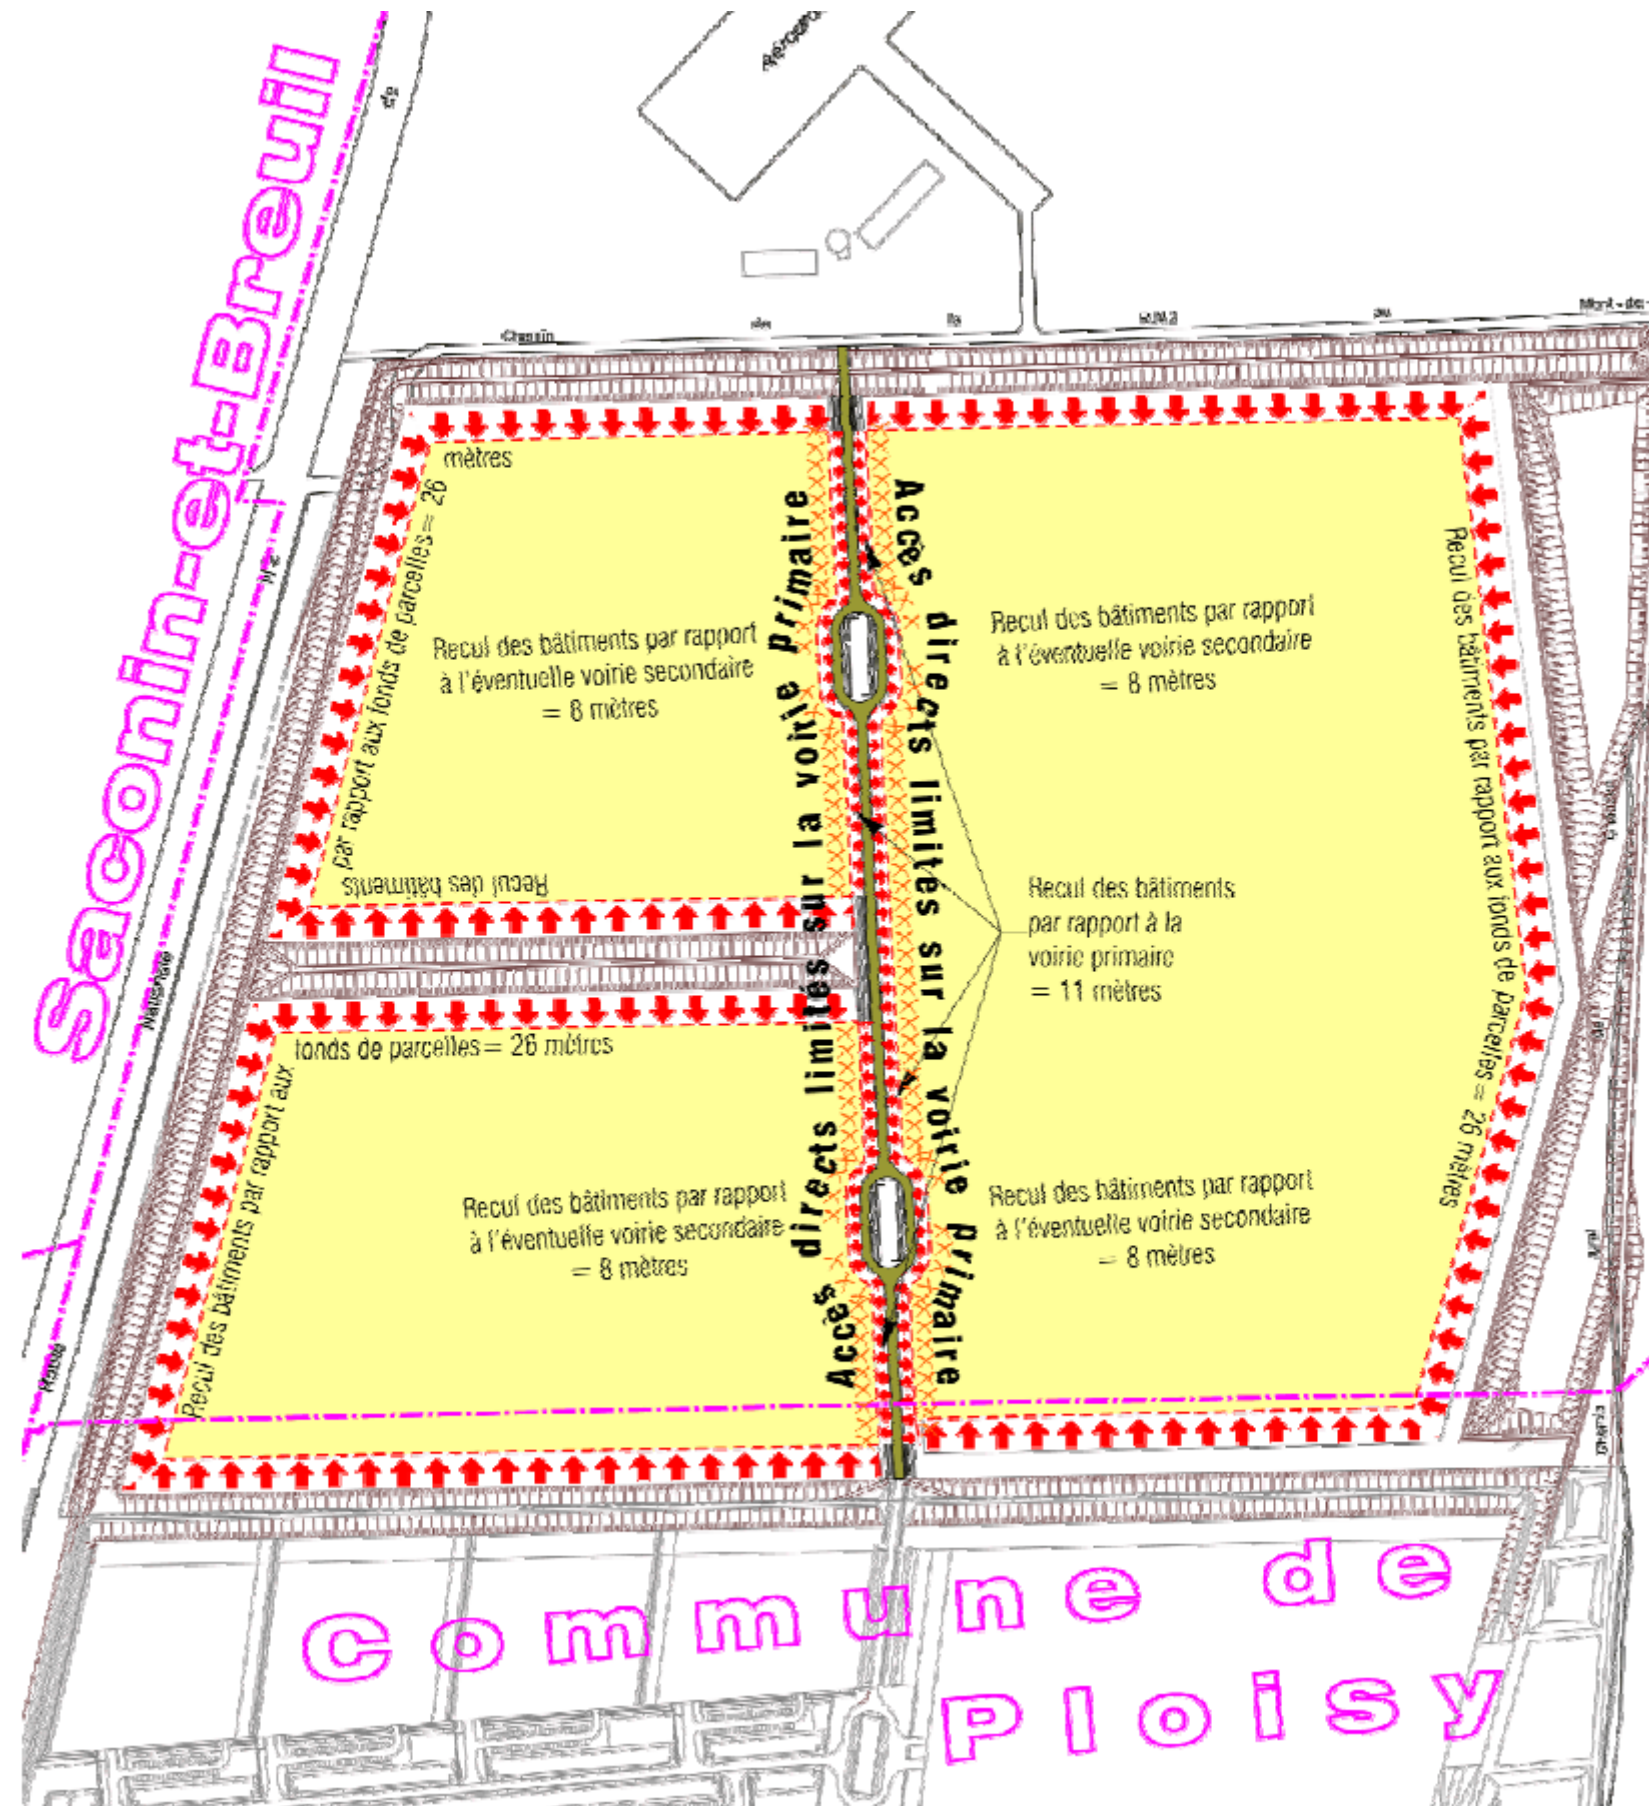 Saconin-et-Breuil
de
N 2
Nationale
Route
Chemin
de
la
au
mètres
par rapport aux fonds de parcelles = 26
Recul des bâtiments
Recul des bâtiments par rapport
à l'éventuelle voirie secondaire
= 8 mètres
Accès directs limités sur la voirie primaire
Accès directs limités sur la voirie primaire
Recul des bâtiments par rapport
à l'éventuelle voirie secondaire
= 8 mètres
Recul des bâtiments par rapport aux fonds de parcelles = 26 mètres
Recul des bâtiments
par rapport à la
voirie primaire
= 11 mètres
fonds de parcelles = 26 mètres
Recul des bâtiments par rapport aux
Recul des bâtiments par rapport
à l'éventuelle voirie secondaire
= 8 mètres
Recul des bâtiments par rapport
à l'éventuelle voirie secondaire
= 8 mètres
Commune de
Ploisy